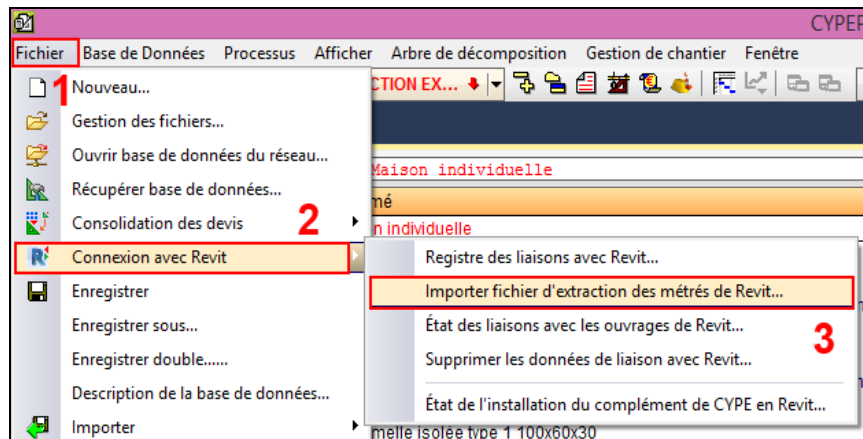 CYPE
Fichier Base de Données Processus Afficher Arbre de décomposition Gestion de chantier Fenêtre
1 Nouveau...
CTION EX...
Gestion des fichiers...
Ouvrir base de données du réseau...
Maison individuelle
Récupérer base de données...
mé
Consolidation des devis 2
n individuelle
Connexion avec Revit
Registre des liaisons avec Revit...
Enregistrer
Importer fichier d'extraction des métrés de Revit...
Enregistrer sous...
État des liaisons avec les ouvrages de Revit...
3
Enregistrer double......
Supprimer les données de liaison avec Revit...
Description de la base de données...
État de l'installation du complément de CYPE en Revit...
Importer
melle isolée type 1 100x60x30